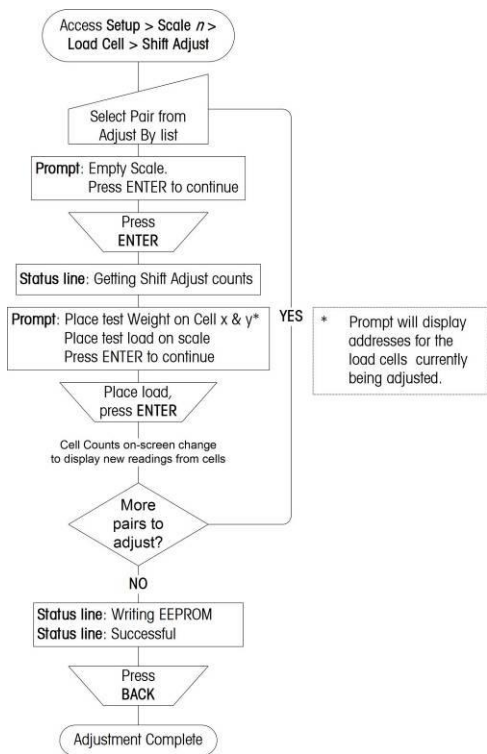 Access Setup > Scale n >
Load Cell > Shift Adjust
Select Pair from
Adjust By list
Prompt: Empty Scale.
Press ENTER to continue
Press
ENTER
Status line: Getting Shift Adjust counts
Prompt: Place test Weight on Cell x & y*
Place test load on scale
Press ENTER to continue
YES
* Prompt will display
addresses for the
load cells currently
being adjusted.
Place load,
press ENTER
Cell Counts on-screen change
to display new readings from cells
More
pairs to
adjust?
NO
Status line: Writing EEPROM
Status line: Successful
Press
BACK
Adjustment Complete